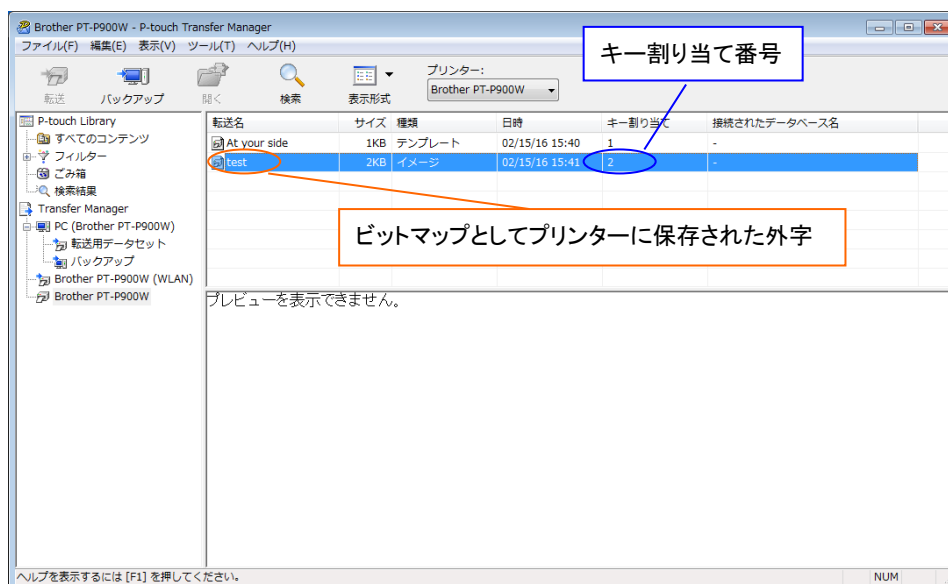 Brother PT-P900W - P-touch Transfer Manager
ファイル(F) 編集(E) 表示(V) ツール(T) ヘルプ(H)
キー割り当て番号
転送 バックアップ 開く 検索 表示形式
プリンター:
Brother PT-P900W
P-touch Library
すべてのコンテンツ
フィルター
ごみ箱
検索結果
Transfer Manager
PC (Brother PT-P900W)
転送用データセット
バックアップ
Brother PT-P900W (WLAN)
Brother PT-P900W
転送名 サイズ 種類 日時 キー割り当て 接続されたデータベース名
At your side 1KB テンプレート 02/15/16 15:40 1 -
test 2KB イメージ 02/15/16 15:41 2 -
ビットマップとしてプリンターに保存された外字
プレビューを表示できません。
ヘルプを表示するには [F1] を押してください。
NUM